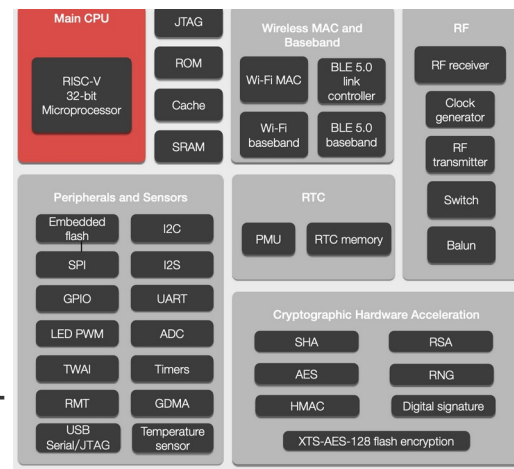 Main CPU
RISC-V
32-bit
Microprocessor
JTAG
ROM
Cache
SRAM
Wireless MAC and
Baseband
Wi-Fi MAC
BLE 5.0
link
controller
Wi-Fi
baseband
BLE 5.0
baseband
RF
RF receiver
Clock
generator
RF
transmitter
Switch
Balun
Peripherals and Sensors
Embedded
flash
I2C
SPI
I2S
GPIO
UART
LED PWM
ADC
TWAI
Timers
RMT
GDMA
USB
Serial/JTAG
Temperature
sensor
RTC
PMU
RTC memory
Cryptographic Hardware Acceleration
SHA
RSA
AES
RNG
HMAC
Digital signature
XTS-AES-128 flash encryption